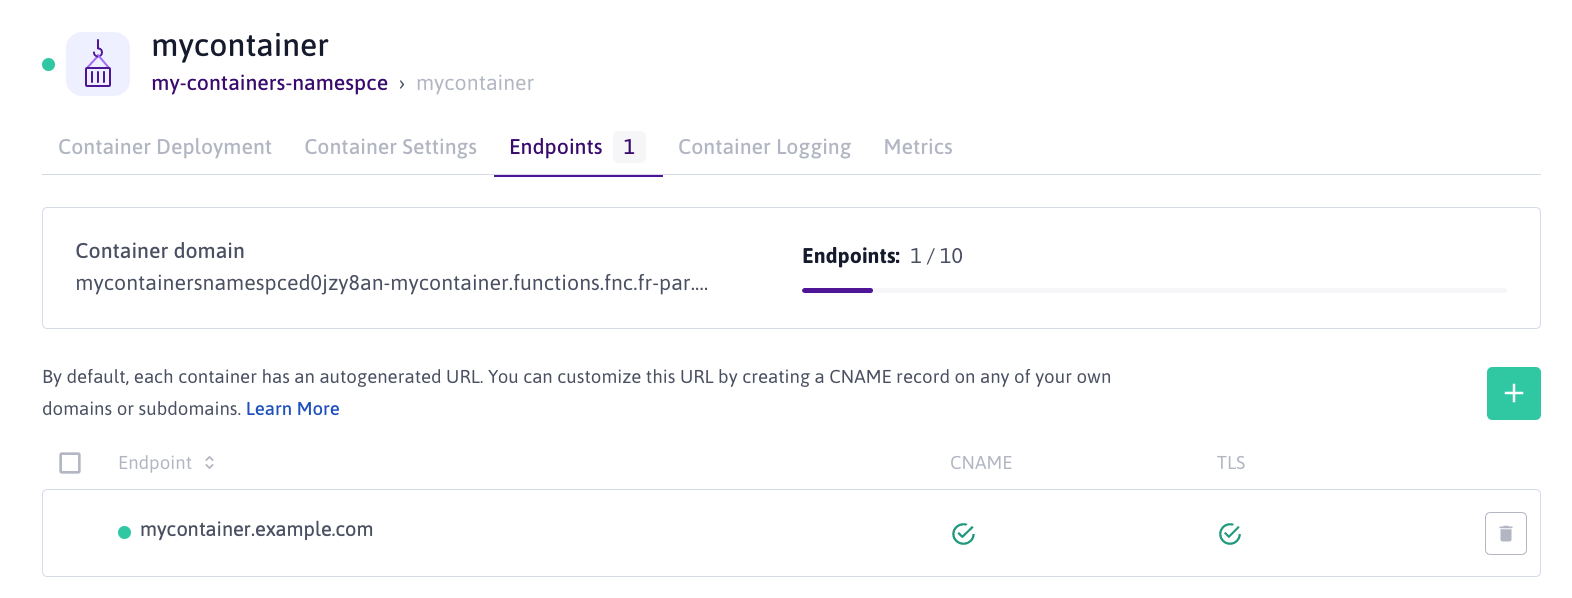 mycontainer
my-containers-namespce › mycontainer
Container Deployment Container Settings Endpoints 1 Container Logging Metrics
Container domain
mycontainersnamespced0jzy8an-mycontainer.functions.fnc.fr-par....
Endpoints: 1 / 10
By default, each container has an autogenerated URL. You can customize this URL by creating a CNAME record on any of your own
domains or subdomains. Learn More
Endpoint CNAME TLS
mycontainer.example.com